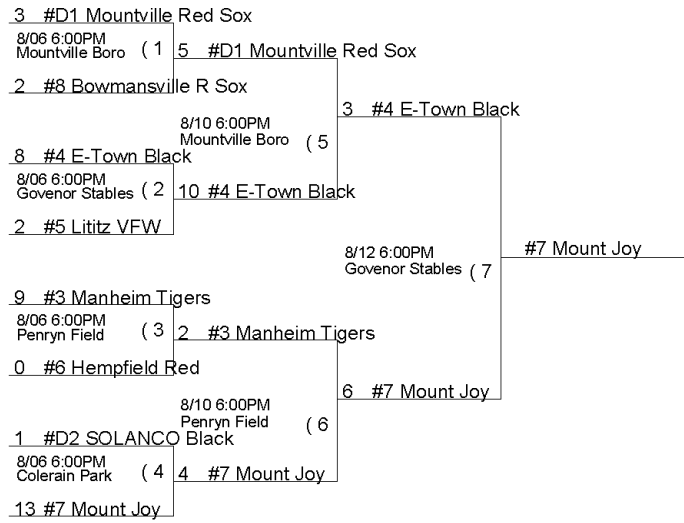 3 #D1 Mountville Red Sox
8/06 6:00PM
Mountville Boro ( 1
5 #D1 Mountville Red Sox
2 #8 Bowmansville R Sox
3 #4 E-Town Black
8/10 6:00PM
Mountville Boro ( 5
8 #4 E-Town Black
8/06 6:00PM
Govenor Stables ( 2
10 #4 E-Town Black
2 #5 Lititz VFW
8/12 6:00PM
Govenor Stables ( 7
#7 Mount Joy
9 #3 Manheim Tigers
8/06 6:00PM
Penryn Field ( 3
2 #3 Manheim Tigers
0 #6 Hempfield Red
6 #7 Mount Joy
8/10 6:00PM
Penryn Field ( 6
1 #D2 SOLANCO Black
8/06 6:00PM
Colerain Park ( 4
4 #7 Mount Joy
13 #7 Mount Joy